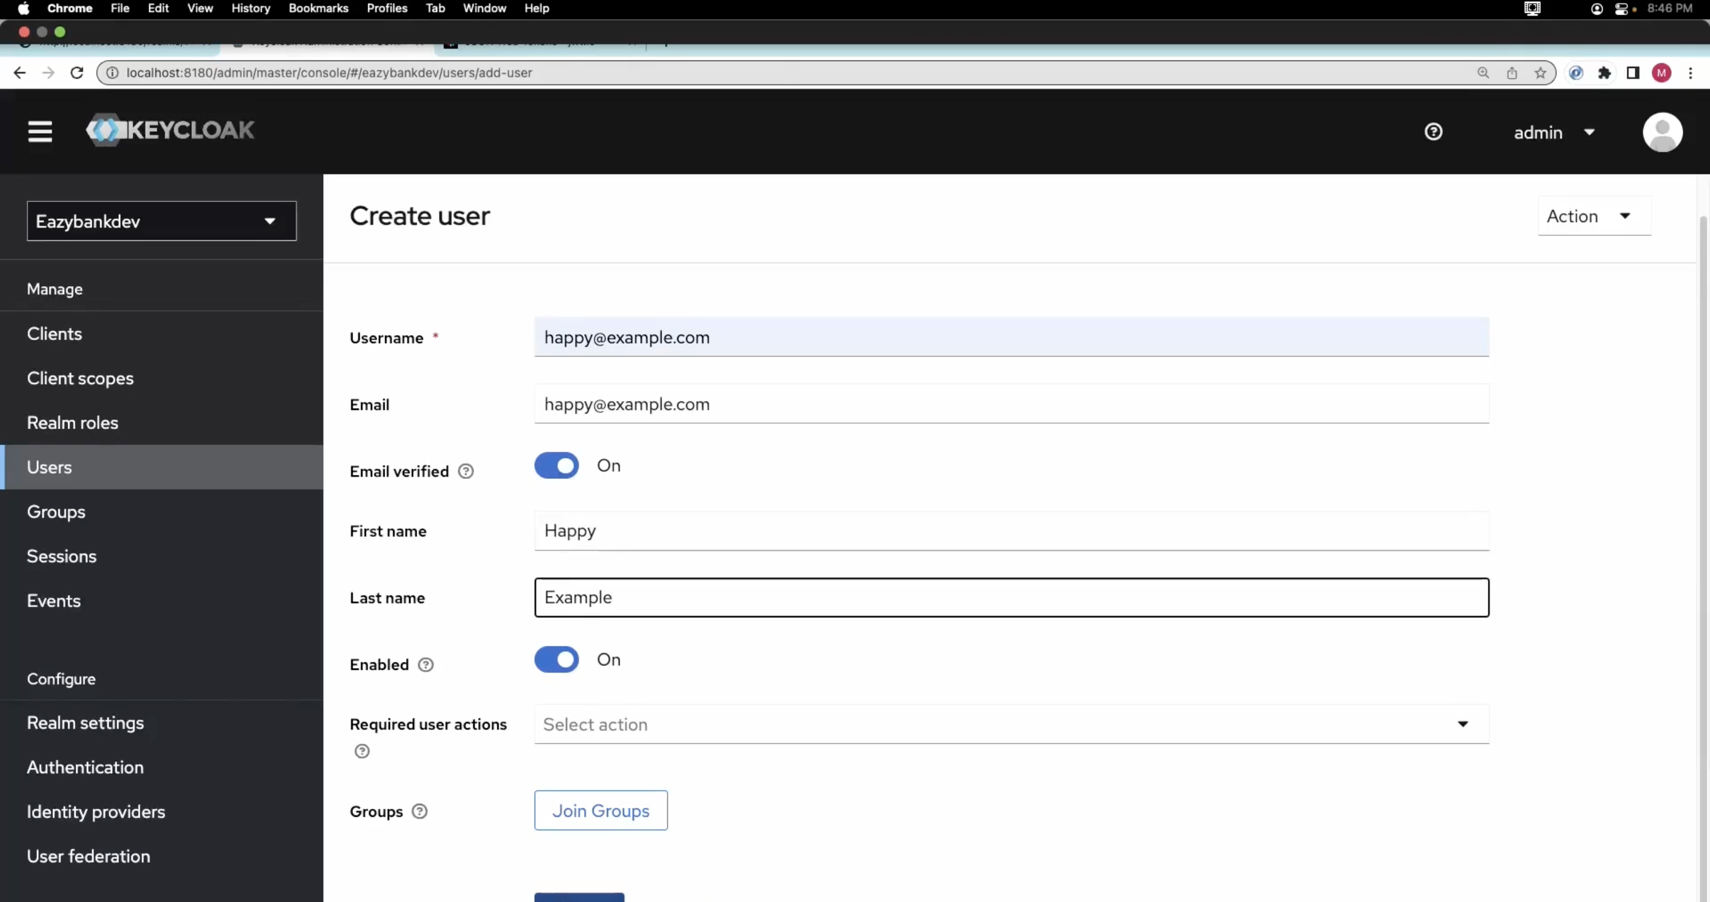 Chrome File Edit View History Bookmarks Profiles Tab Window Help 8:46 PM
localhost:8180/admin/master/console/#/eazybankdev/users/add-user M
KEYCLOAK admin
Eazybankdev
Create user
Action
Manage
Clients
Client scopes
Realm roles
Users
Groups
Sessions
Events
Configure
Realm settings
Authentication
Identity providers
User federation
Username * happy@example.com
Email happy@example.com
Email verified On
First name Happy
Last name Example
Enabled On
Required user actions Select action
Groups Join Groups